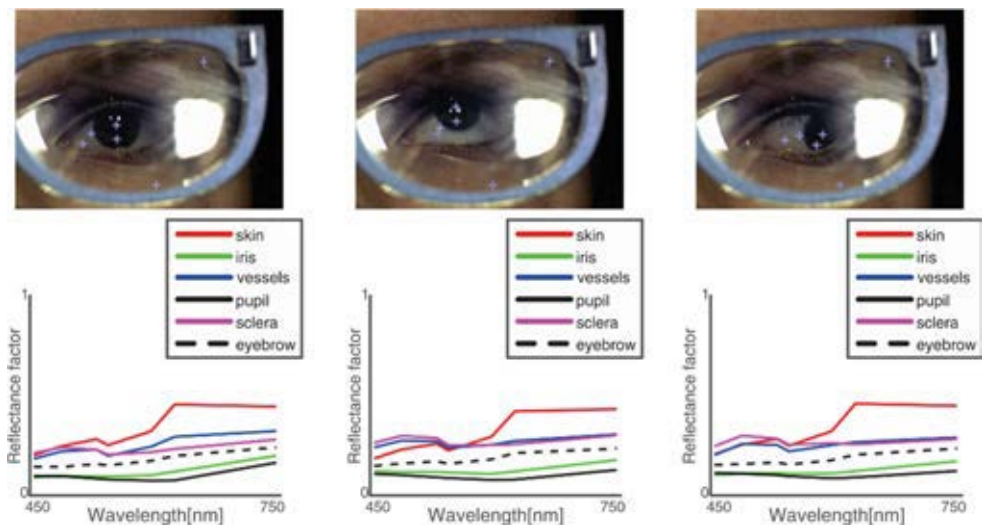 skin
iris
vessels
pupil
sclera
eyebrow
1
Reflectance factor
0
450
750
Wavelength[nm]
skin
iris
vessels
pupil
sclera
eyebrow
1
Reflectance factor
0
450
750
Wavelength[nm]
skin
iris
vessels
pupil
sclera
eyebrow
1
Reflectance factor
0
450
750
Wavelength[nm]